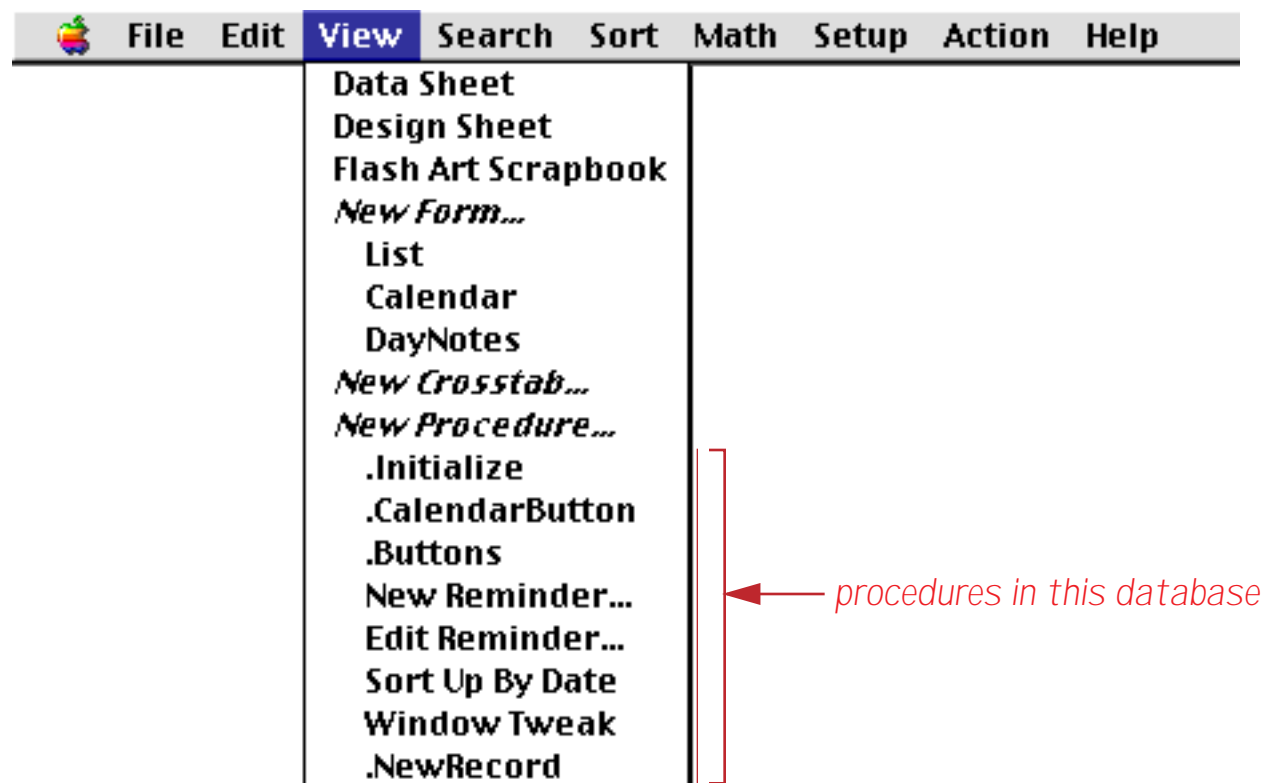 File Edit View Search Sort Math Setup Action Help
Data Sheet
Design Sheet
Flash Art Scrapbook
New Form...
List
Calendar
DayNotes
New Crosstab...
New Procedure...
.Initialize
.CalendarButton
.Buttons
New Reminder...
procedures in this database
Edit Reminder...
Sort Up By Date
Window Tweak
.NewRecord